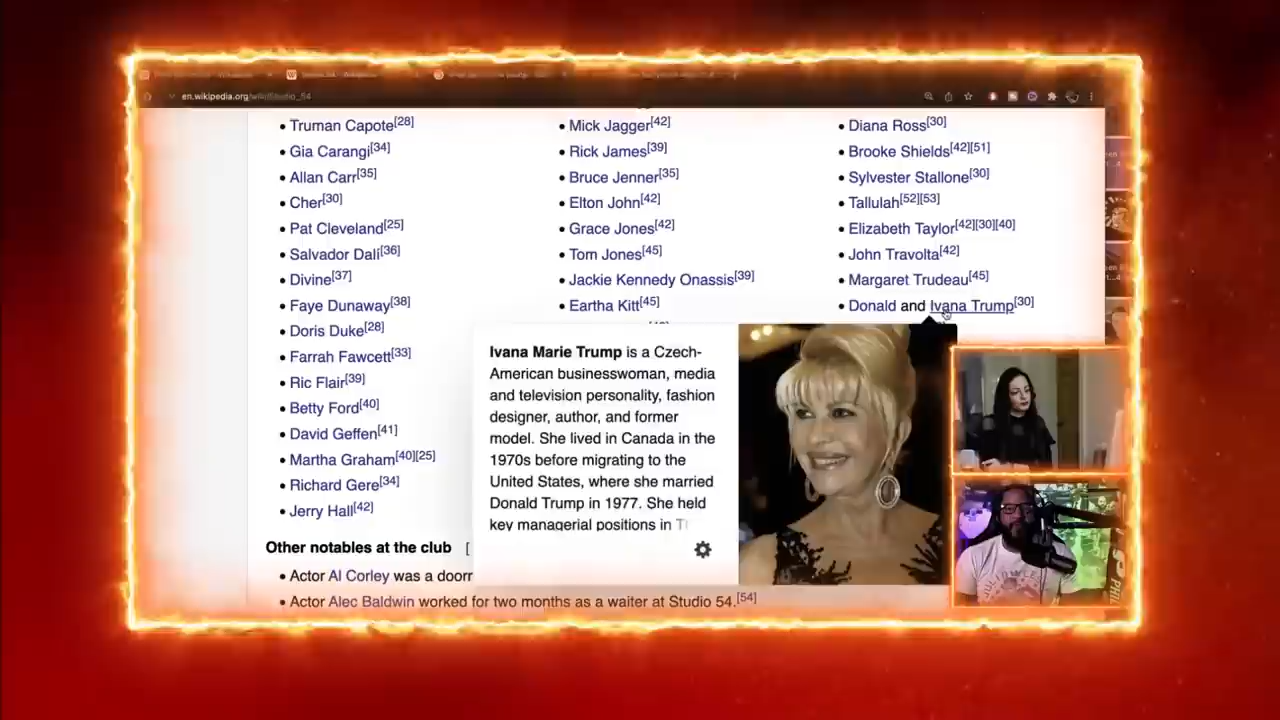 en.wikipedia.org/wiki/Studio_54
• Truman Capote[28]
• Gia Carangi[34]
• Allan Carr[35]
• Cher[30]
• Pat Cleveland[25]
• Salvador Dalí[36]
• Divine[37]
• Faye Dunaway[38]
• Doris Duke[28]
• Farrah Fawcett[33]
• Ric Flair[39]
• Betty Ford[40]
• David Geffen[41]
• Martha Graham[40][25]
• Richard Gere[34]
• Jerry Hall[42]
• Mick Jagger[42]
• Rick James[39]
• Bruce Jenner[35]
• Elton John[42]
• Grace Jones[42]
• Tom Jones[45]
• Jackie Kennedy Onassis[39]
• Eartha Kitt[45]
• Diana Ross[30]
• Brooke Shields[42][51]
• Sylvester Stallone[30]
• Tallulah[52][53]
• Elizabeth Taylor[42][30][40]
• John Travolta[42]
• Margaret Trudeau[45]
• Donald and Ivana Trump[30]
Ivana Marie Trump is a Czech-
American businesswoman, media
and television personality, fashion
designer, author, and former
model. She lived in Canada in the
1970s before migrating to the
United States, where she married
Donald Trump in 1977. She held
key managerial positions in
Other notables at the club [
• Actor Al Corley was a doorr
• Actor Alec Baldwin worked for two months as a waiter at Studio 54.[54]